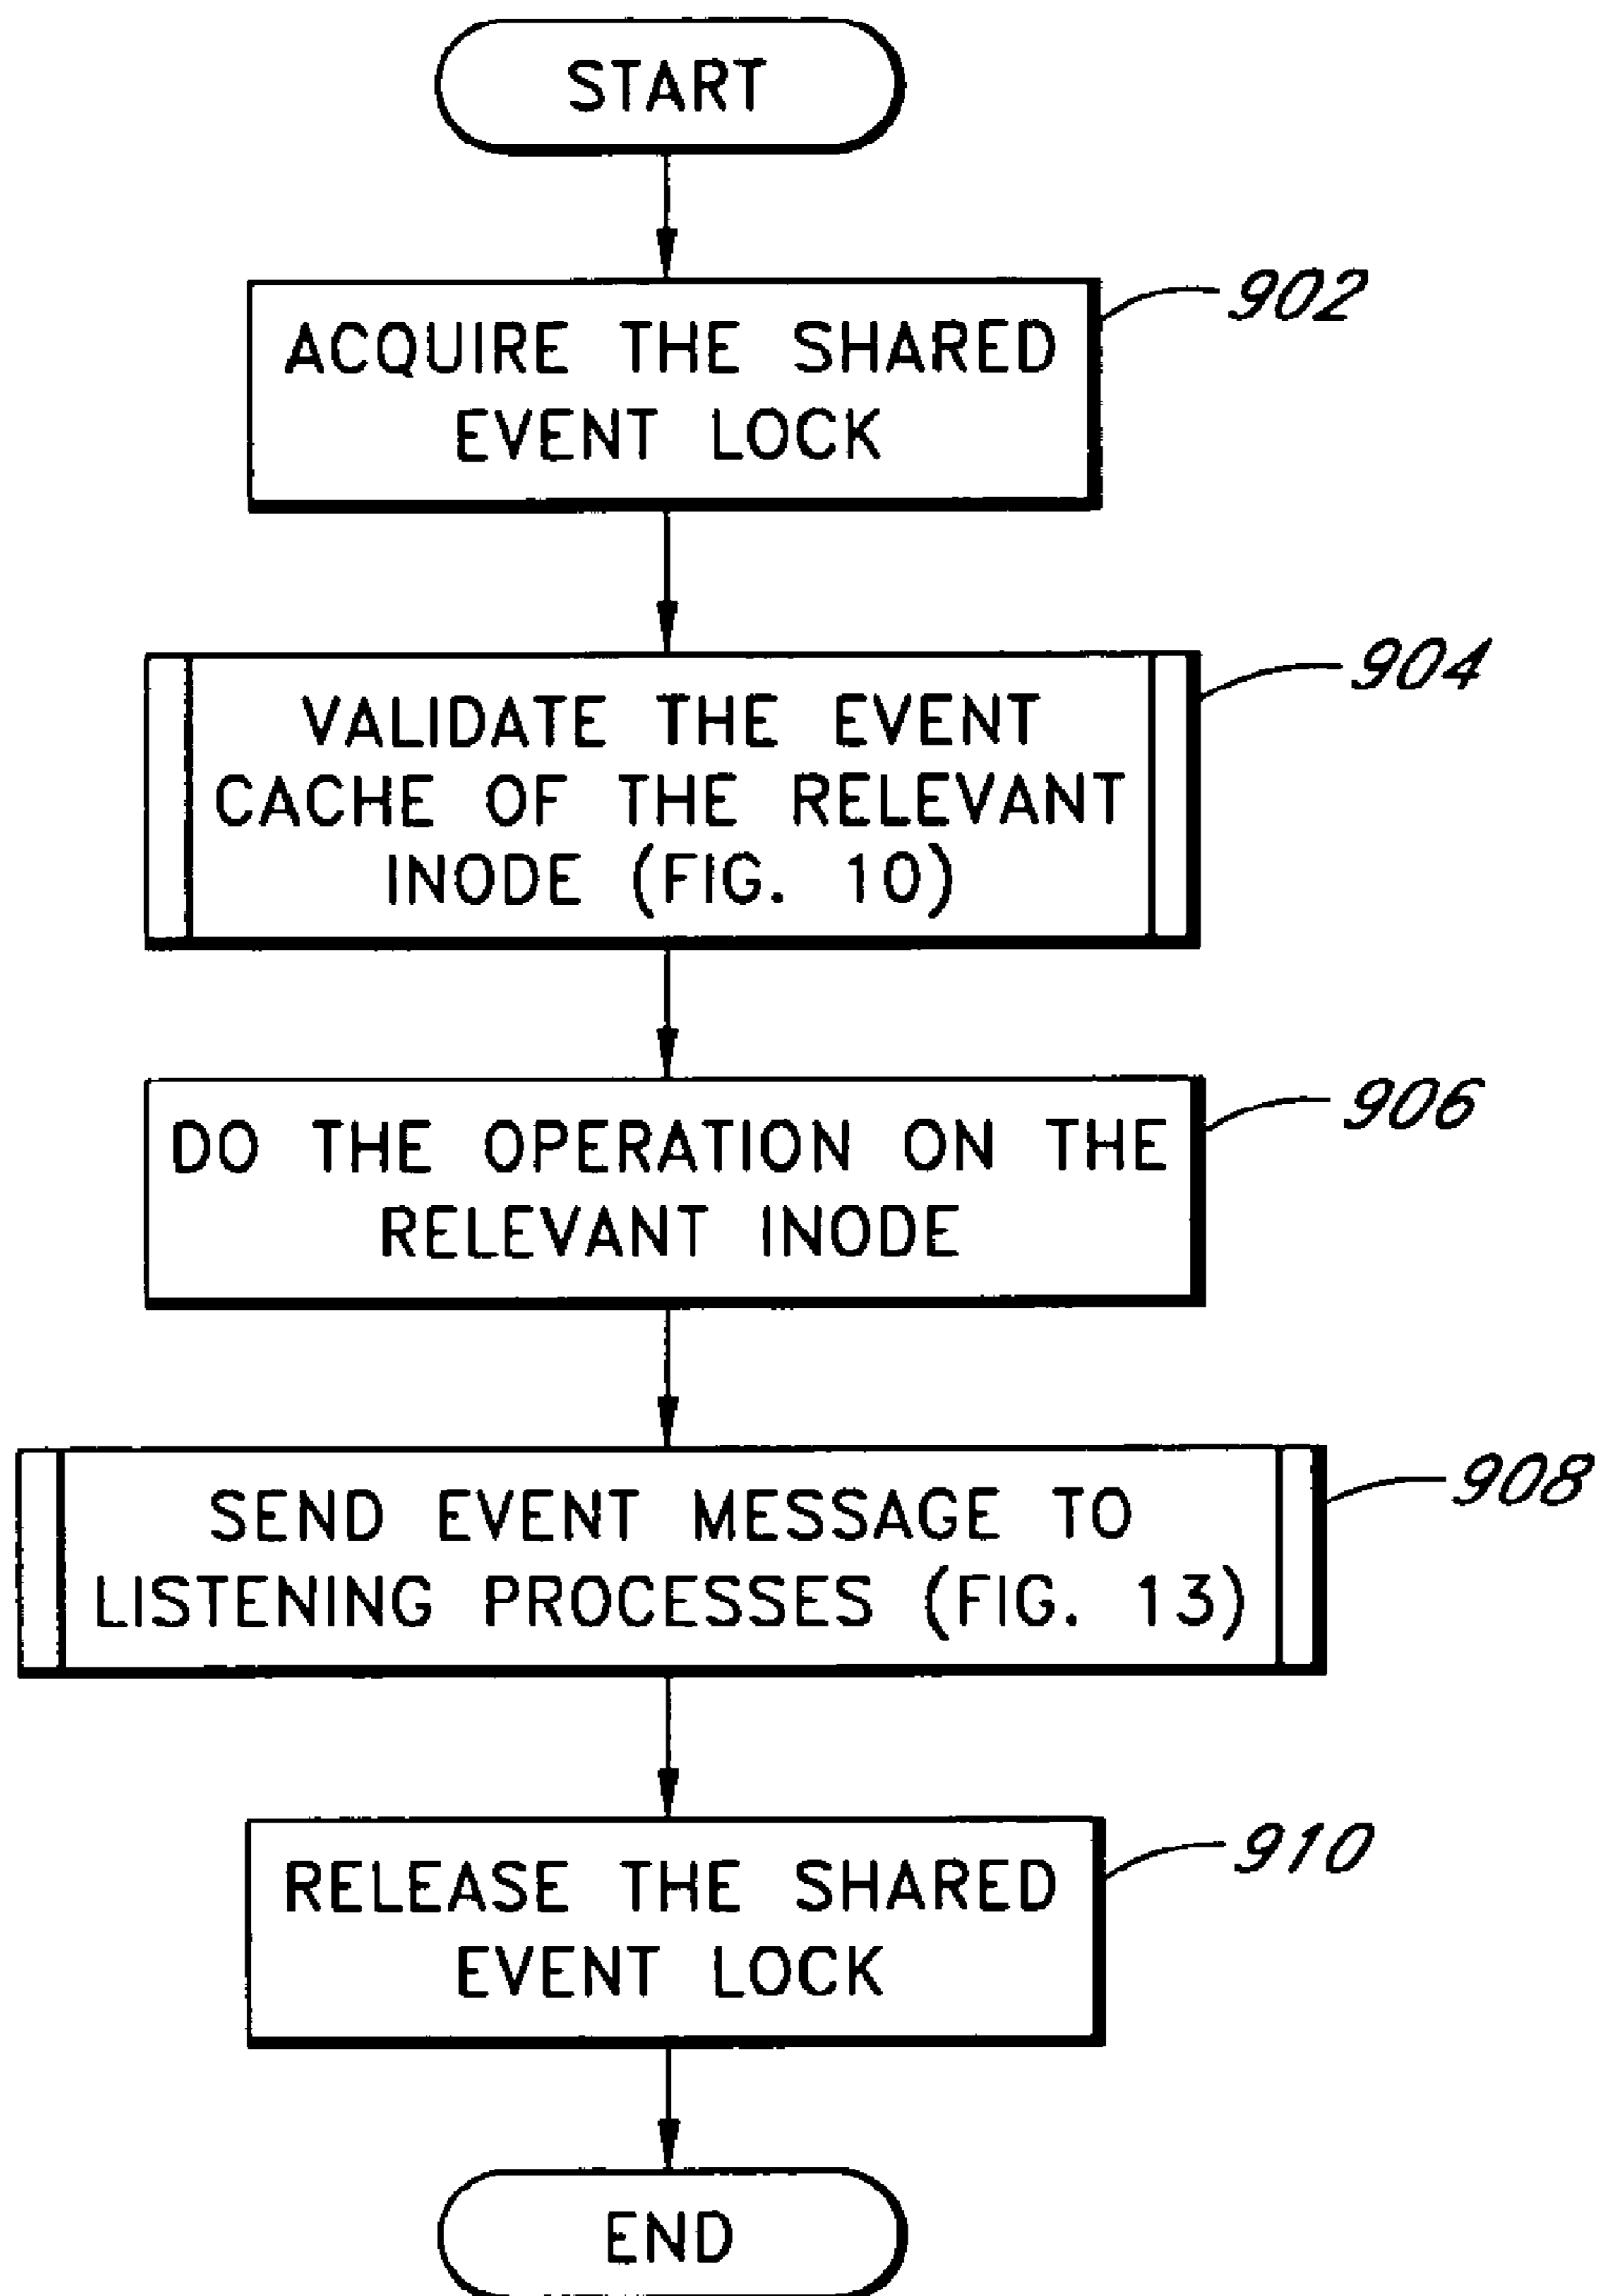 START
ACQUIRE THE SHARED
EVENT LOCK
902
VALIDATE THE EVENT
CACHE OF THE RELEVANT
INODE (FIG. 10)
904
DO THE OPERATION ON THE
RELEVANT INODE
906
SEND EVENT MESSAGE TO
LISTENING PROCESSES (FIG. 13)
908
RELEASE THE SHARED
EVENT LOCK
910
END